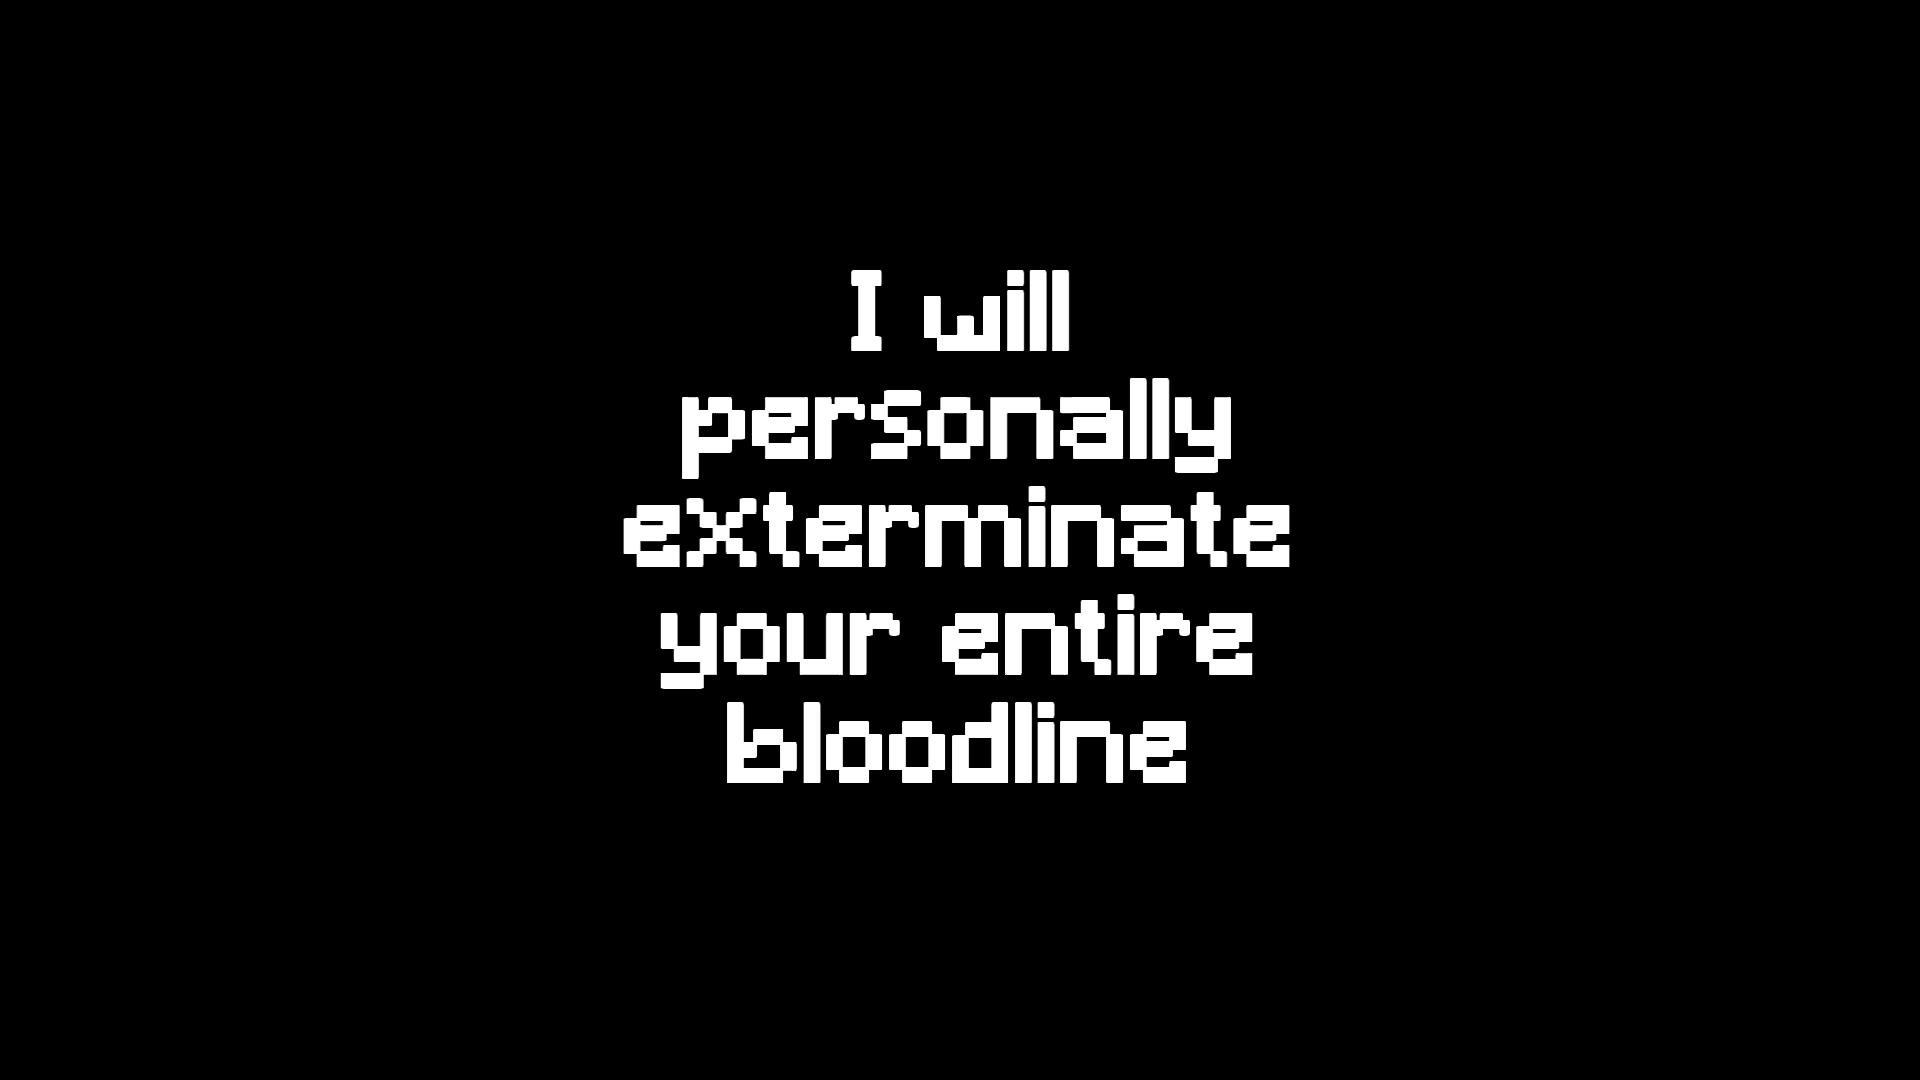 I will
personally
exterminate
your entire
bloodline